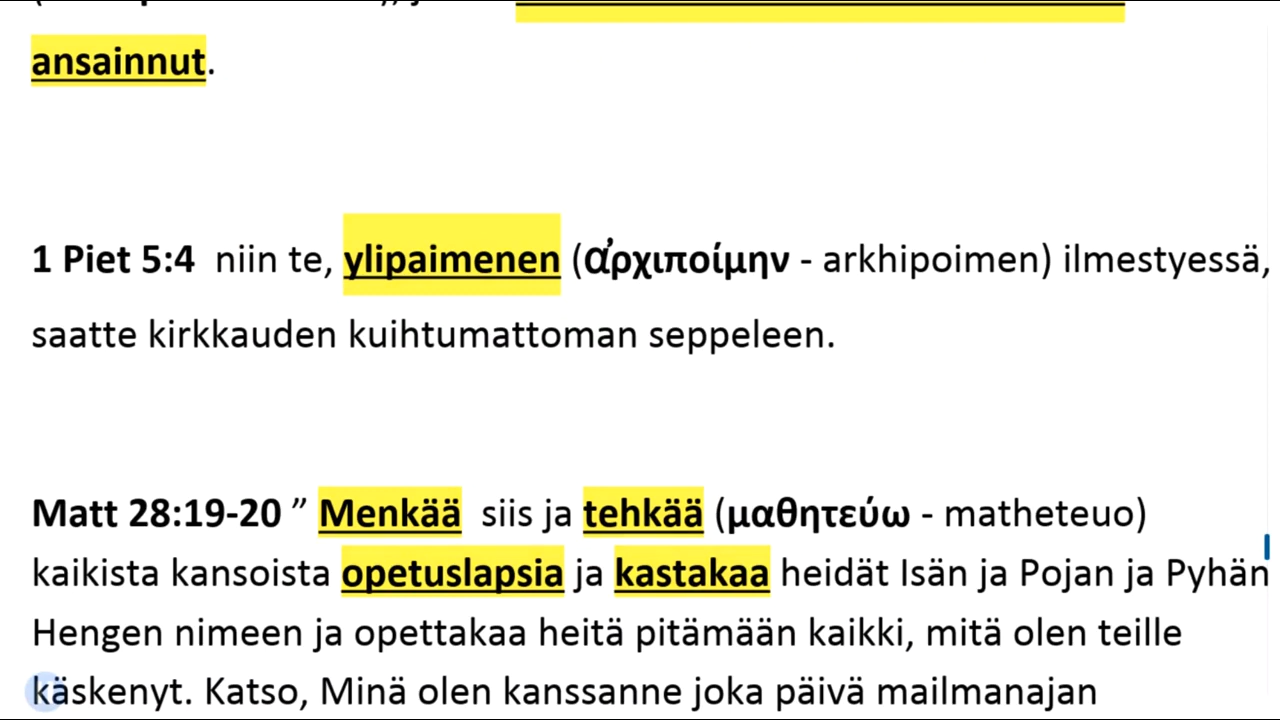 ansainnut.
1 Piet 5:4 niin te, ylipaimenen (ἀρχιποίμην - arkhipoimen) ilmestyessä,
saatte kirkkauden kuihtumattoman seppeleen.
Matt 28:19-20 ” Menkää siis ja tehkää (μαθητεύω - matheteuo)
kaikista kansoista opetuslapsia ja kastakaa heidät Isän ja Pojan ja Pyhän
Hengen nimeen ja opettakaa heitä pitämään kaikki, mitä olen teille
käskenyt. Katso, Minä olen kanssanne joka päivä mailmanajan